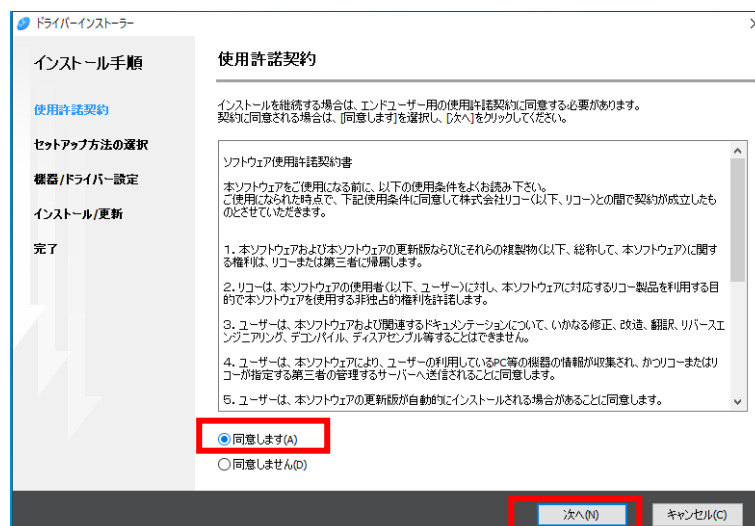 ドライバーインストーラー
インストール手順
使用許諾契約
セットアップ方法の選択
機器/ドライバー設定
インストール/更新
完了
使用許諾契約
インストールを継続する場合は、エンドユーザー用の使用許諾契約に同意する必要があります。
契約に同意される場合は、[同意します]を選択し、[次へ]をクリックしてください。
ソフトウェア使用許諾契約書
本ソフトウェアをご使用になる前に、以下の使用条件をよくお読み下さい。
ご使用になられた時点で、下記使用条件に同意して株式会社リコー(以下、リコー)との間で契約が成立したも
のとさせていただきます。
1. 本ソフトウェアおよび本ソフトウェアの更新版ならびにそれらの複製物(以下、総称して、本ソフトウェア)に関す
る権利は、リコーまたは第三者に帰属します。
2. リコーは、本ソフトウェアの使用者(以下、ユーザー)に対し、本ソフトウェアに対応するリコー製品を利用する目
的で本ソフトウェアを使用する非独占的権利を許諾します。
3. ユーザーは、本ソフトウェアおよび関連するドキュメンテーションについて、いかなる修正、改造、翻訳、リバースエ
ンジニアリング、デコンパイル、ディスアセンブル等することはできません。
4. ユーザーは、本ソフトウェアにより、ユーザーの利用しているPC等の機器の情報が収集され、かつリコーまたはリ
コーが指定する第三者の管理するサーバーへ送信されることに同意します。
5. ユーザーは、本ソフトウェアの更新版が自動的にインストールされる場合があることに同意します。
同意します(A)
同意しません(D)
次へ(N)
キャンセル(C)